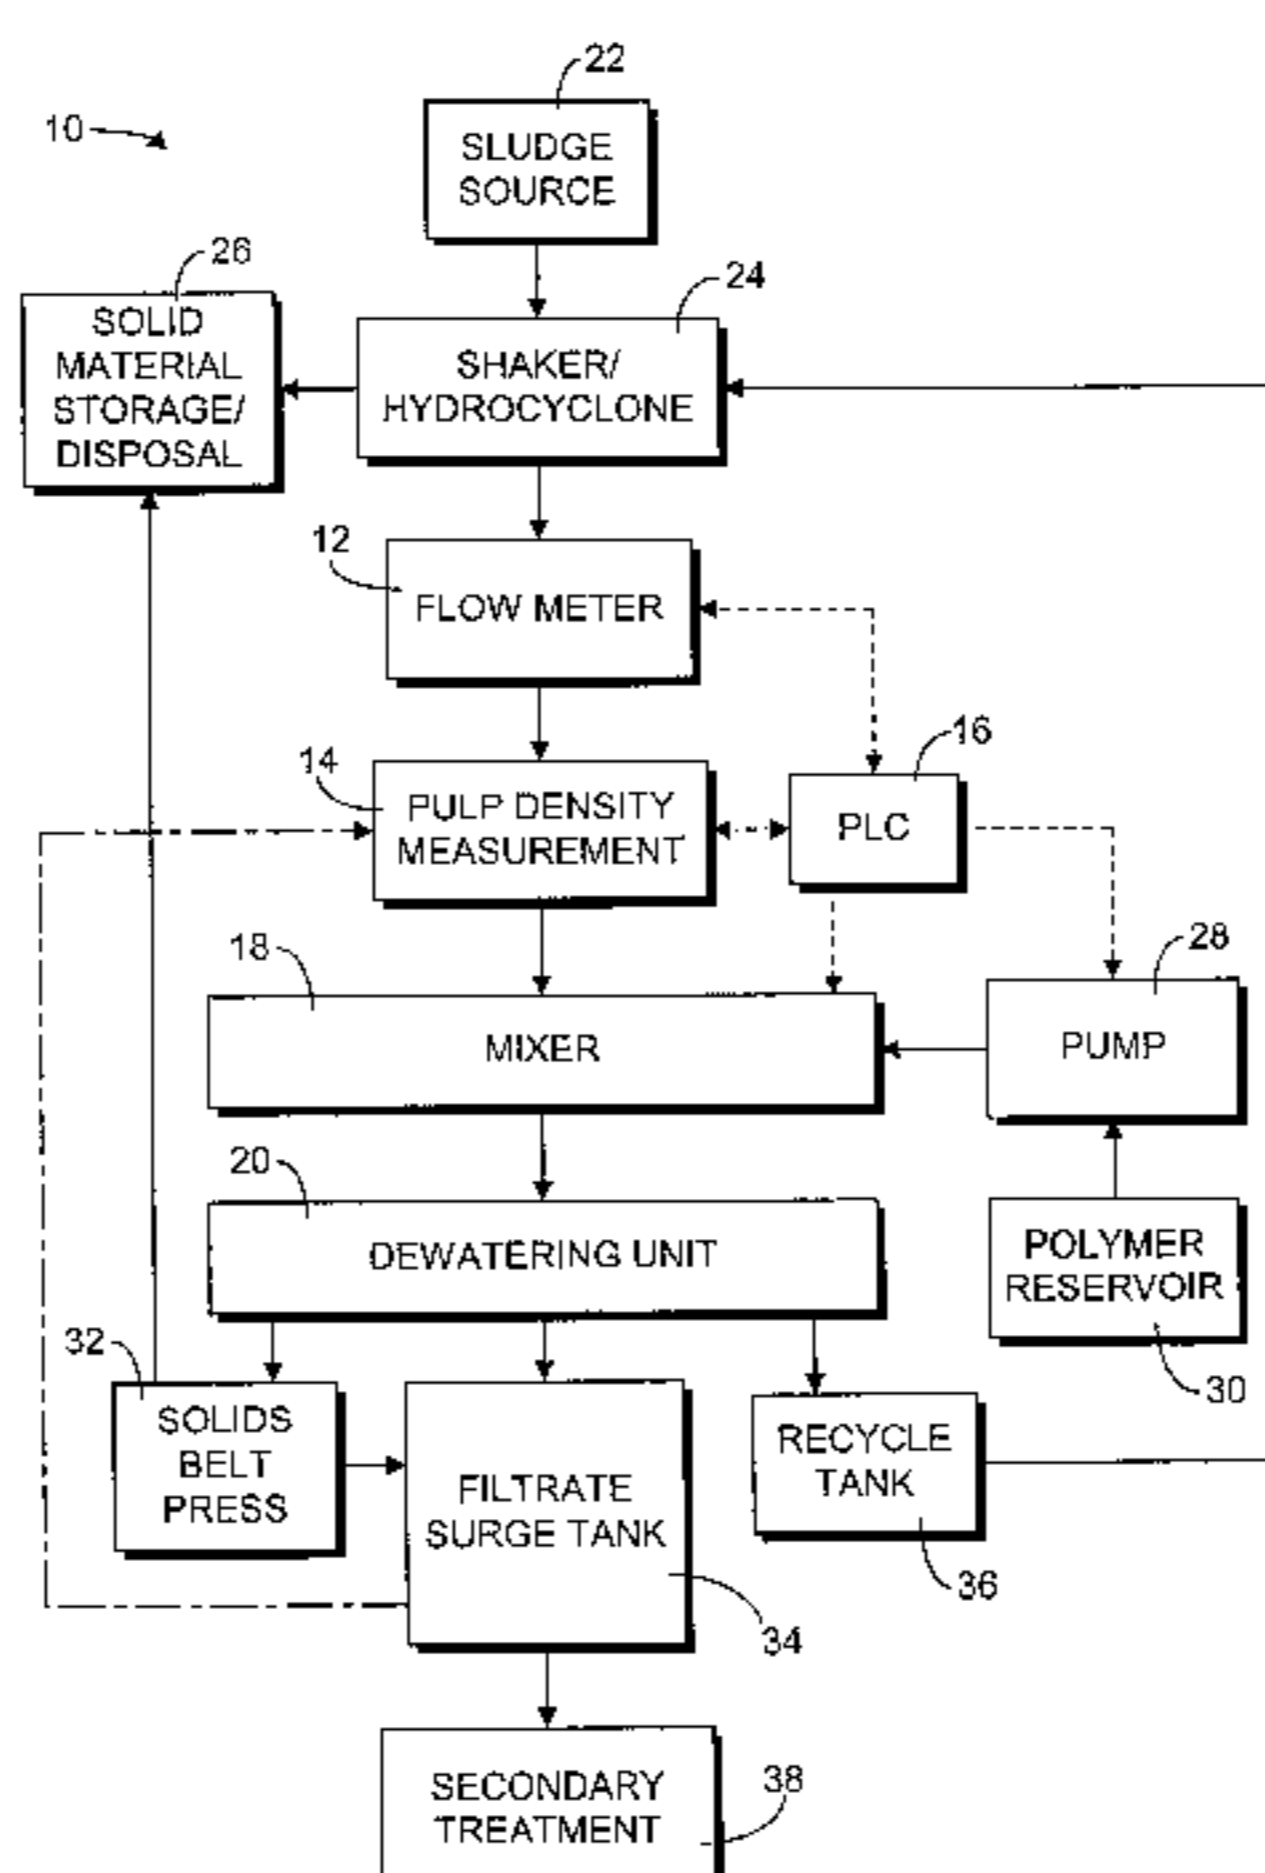 22
10
SLUDGE
SOURCE
26
24
SOLID
MATERIAL
STORAGE/
DISPOSAL
SHAKER/
HYDROCYCLONE
12
FLOW METER
14
16
PULP DENSITY
MEASUREMENT
PLC
18
28
MIXER
PUMP
20
DEWATERING UNIT
POLYMER
RESERVOIR
32
30
SOLIDS
BELT
PRESS
FILTRATE
SURGE TANK
RECYCLE
TANK
36
34
38
SECONDARY
TREATMENT